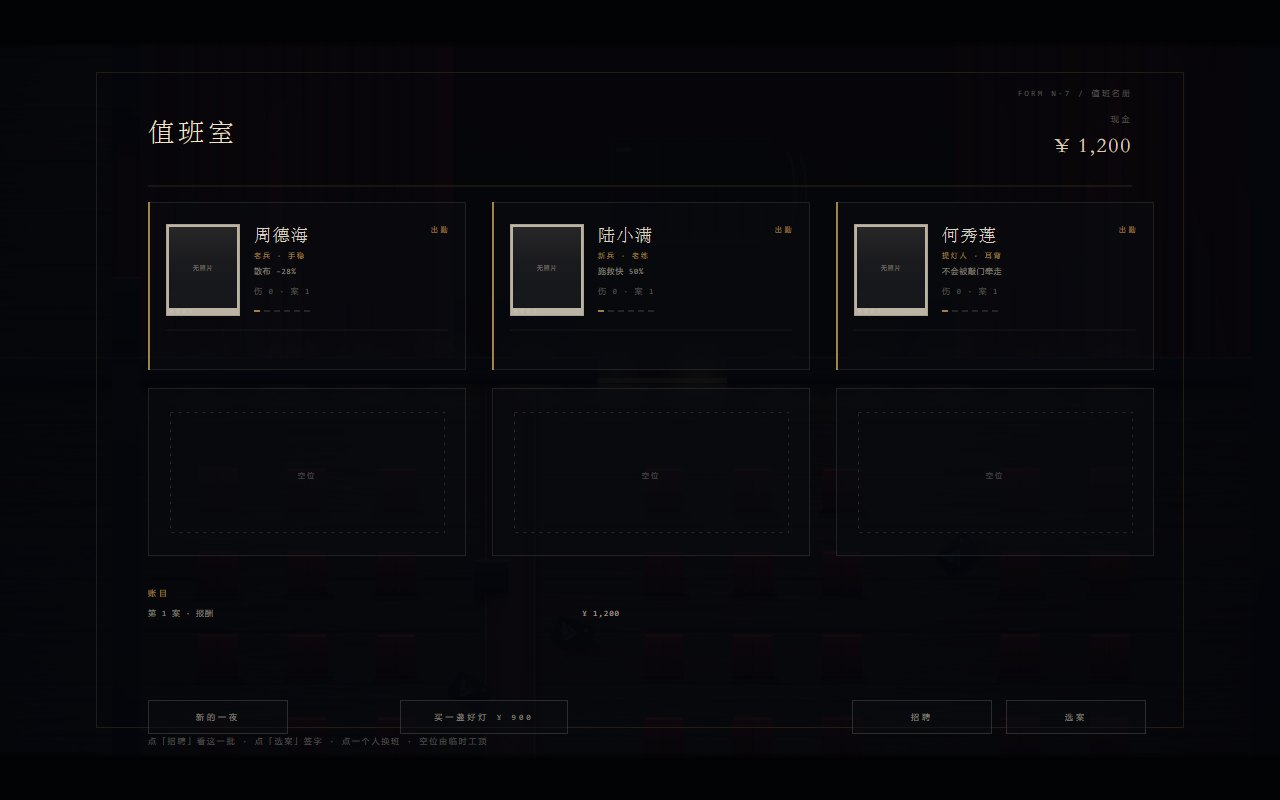 FORM N-7 / 值班名册
值班室
现金
¥ 1,200
无照片
周德海
出勤
老兵 · 手稳
散布 -28%
伤 0 · 案 1
无照片
陆小满
出勤
新兵 · 老练
施救快 50%
伤 0 · 案 1
无照片
何秀莲
出勤
提灯人 · 耳背
不会被敲门牵走
伤 0 · 案 1
空位
空位
空位
账目
第 1 案 · 报酬
¥ 1,200
新的一夜
买一盏好灯 ¥ 900
招聘
选案
点「招聘」看这一批 · 点「选案」签字 · 点一个人换班 · 空位由临时工顶